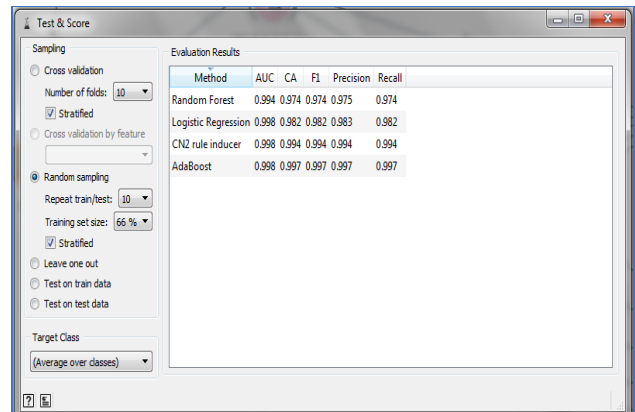 Test & Score
Sampling
Cross validation
Number of folds: 10
Stratified
Cross validation by feature
Random sampling
Repeat train/test: 10
Training set size: 66 %
Stratified
Leave one out
Test on train data
Test on test data
Target Class
(Average over classes)
Evaluation Results
Method AUC CA F1 Precision Recall
Random Forest 0.994 0.974 0.974 0.975 0.974
Logistic Regression 0.998 0.982 0.982 0.983 0.982
CN2 rule inducer 0.998 0.994 0.994 0.994 0.994
AdaBoost 0.998 0.997 0.997 0.997 0.997
?